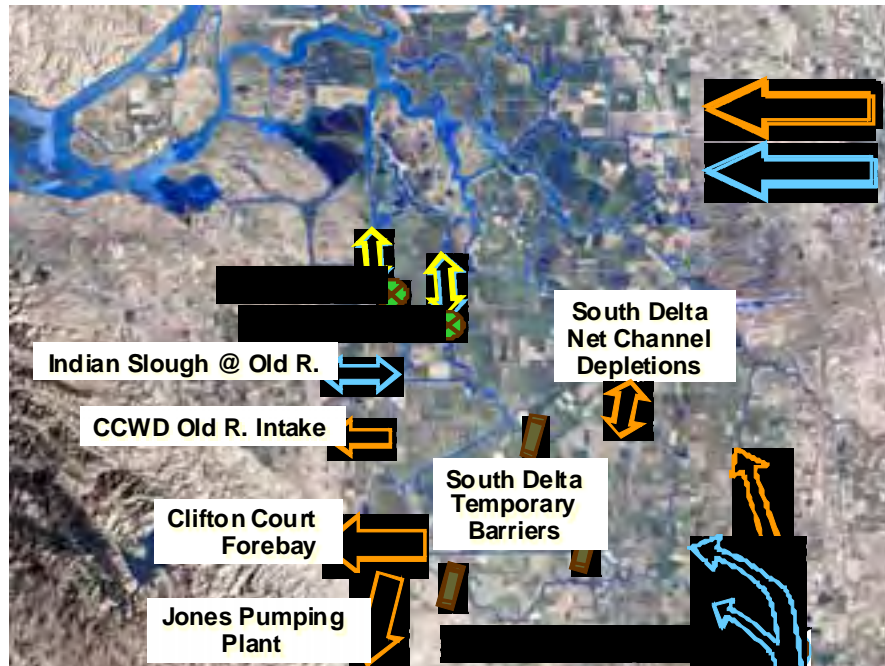 South Delta
Net Channel
Depletions
Indian Slough @ Old R.
CCWD Old R. Intake
South Delta
Temporary
Barriers
Clifton Court
Forebay
Jones Pumping
Plant